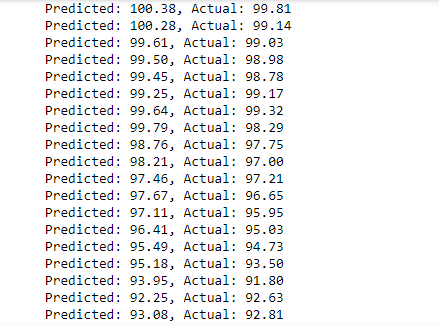 Predicted: 100.38, Actual: 99.81
Predicted: 100.28, Actual: 99.14
Predicted: 99.61, Actual: 99.03
Predicted: 99.50, Actual: 98.98
Predicted: 99.45, Actual: 98.78
Predicted: 99.25, Actual: 99.17
Predicted: 99.64, Actual: 99.32
Predicted: 99.79, Actual: 98.29
Predicted: 98.76, Actual: 97.75
Predicted: 98.21, Actual: 97.00
Predicted: 97.46, Actual: 97.21
Predicted: 97.67, Actual: 96.65
Predicted: 97.11, Actual: 95.95
Predicted: 96.41, Actual: 95.03
Predicted: 95.49, Actual: 94.73
Predicted: 95.18, Actual: 93.50
Predicted: 93.95, Actual: 91.80
Predicted: 92.25, Actual: 92.63
Predicted: 93.08, Actual: 92.81